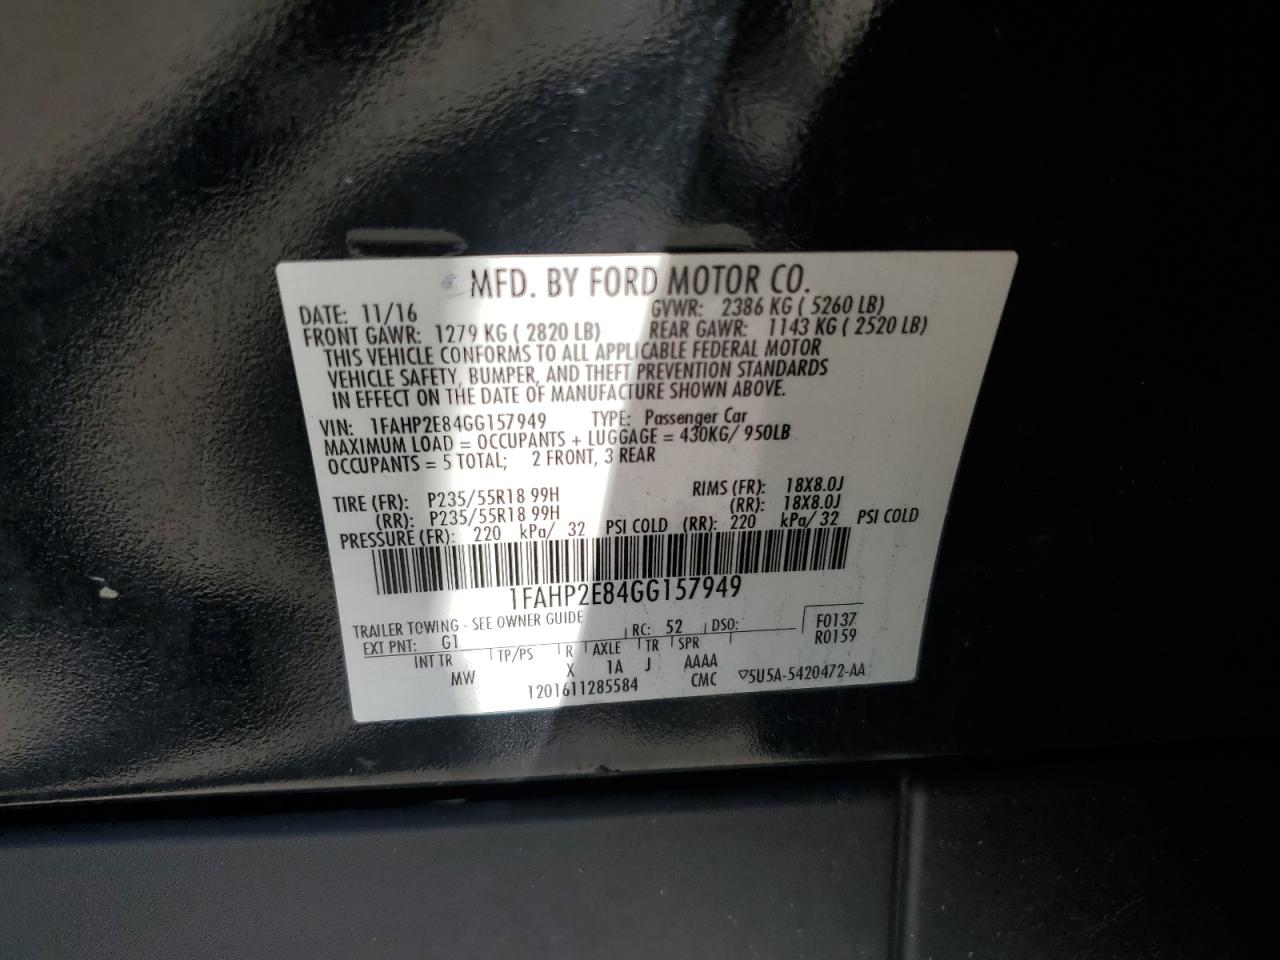 MFD. BY FORD MOTOR CO.
DATE: 11/16 GVWR: 2386 KG ( 5260 LB)
FRONT GAWR: 1279 KG ( 2820 LB) REAR GAWR: 1143 KG ( 2520 LB)
THIS VEHICLE CONFORMS TO ALL APPLICABLE FEDERAL MOTOR
VEHICLE SAFETY, BUMPER, AND THEFT PREVENTION STANDARDS
IN EFFECT ON THE DATE OF MANUFACTURE SHOWN ABOVE.
VIN: 1FAHP2E84GG157949 TYPE: Passenger Car
MAXIMUM LOAD = OCCUPANTS + LUGGAGE = 430KG/ 950LB
OCCUPANTS = 5 TOTAL; 2 FRONT, 3 REAR
TIRE (FR): P235/55R18 99H RIMS (FR): 18X8.0J
(RR): P235/55R18 99H (RR): 18X8.0J
PRESSURE (FR): 220 kPa/ 32 PSI COLD (RR): 220 kPa/ 32 PSI COLD
1FAHP2E84GG157949
TRAILER TOWING - SEE OWNER GUIDE
EXT PNT: G1 RC: 52 DSO: F0137
R0159
INT TR TP/PS R AXLE TR SPR
MW X 1A J AAAA
1201611285584 CMC ▽5U5A-5420472-AA